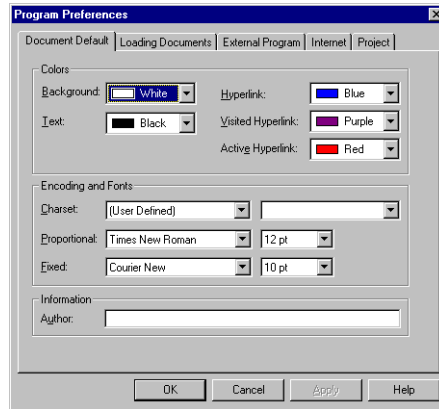 Program Preferences
Document Default Loading Documents External Program Internet Project
Colors
Background: White Hyperlink: Blue
Text: Black Visited Hyperlink: Purple
Active Hyperlink: Red
Encoding and Fonts
Charset: (User Defined)
Proportional: Times New Roman 12 pt
Fixed: Courier New 10 pt
Information
Author:
OK Cancel Apply Help